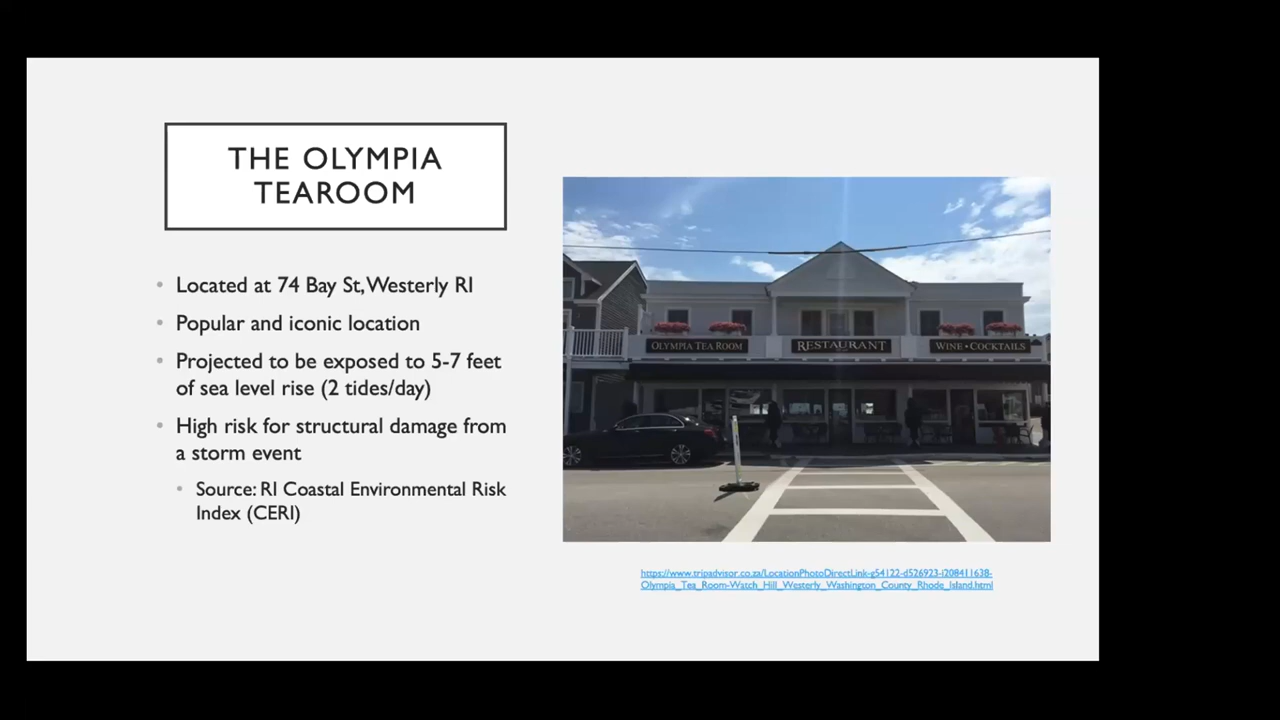 THE OLYMPIA
TEAROOM
• Located at 74 Bay St, Westerly RI
• Popular and iconic location
• Projected to be exposed to 5-7 feet
of sea level rise (2 tides/day)
• High risk for structural damage from
a storm event
• Source: RI Coastal Environmental Risk
Index (CERI)
OLYMPIA TEA ROOM
RESTAURANT
WINE • COCKTAILS
https://www.tripadvisor.co.za/LocationPhotoDirectLink-g54122-d526923-i208411638-
Olympia_Tea_Room-Watch_Hill_Westerly_Washington_County_Rhode_Island.html